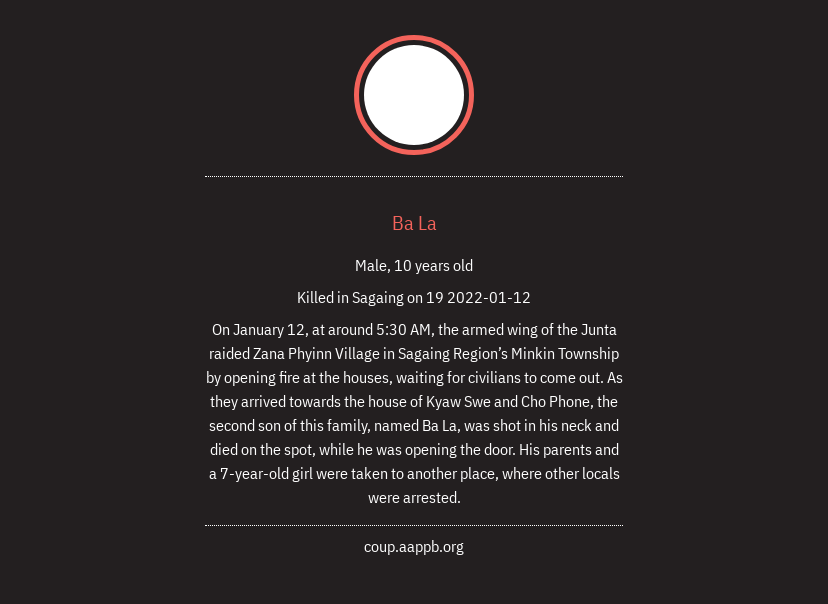 Ba La
Male, 10 years old
Killed in Sagaing on 19 2022-01-12
On January 12, at around 5:30 AM, the armed wing of the Junta
raided Zana Phyinn Village in Sagaing Region’s Minkin Township
by opening fire at the houses, waiting for civilians to come out. As
they arrived towards the house of Kyaw Swe and Cho Phone, the
second son of this family, named Ba La, was shot in his neck and
died on the spot, while he was opening the door. His parents and
a 7-year-old girl were taken to another place, where other locals
were arrested.
coup.aappb.org